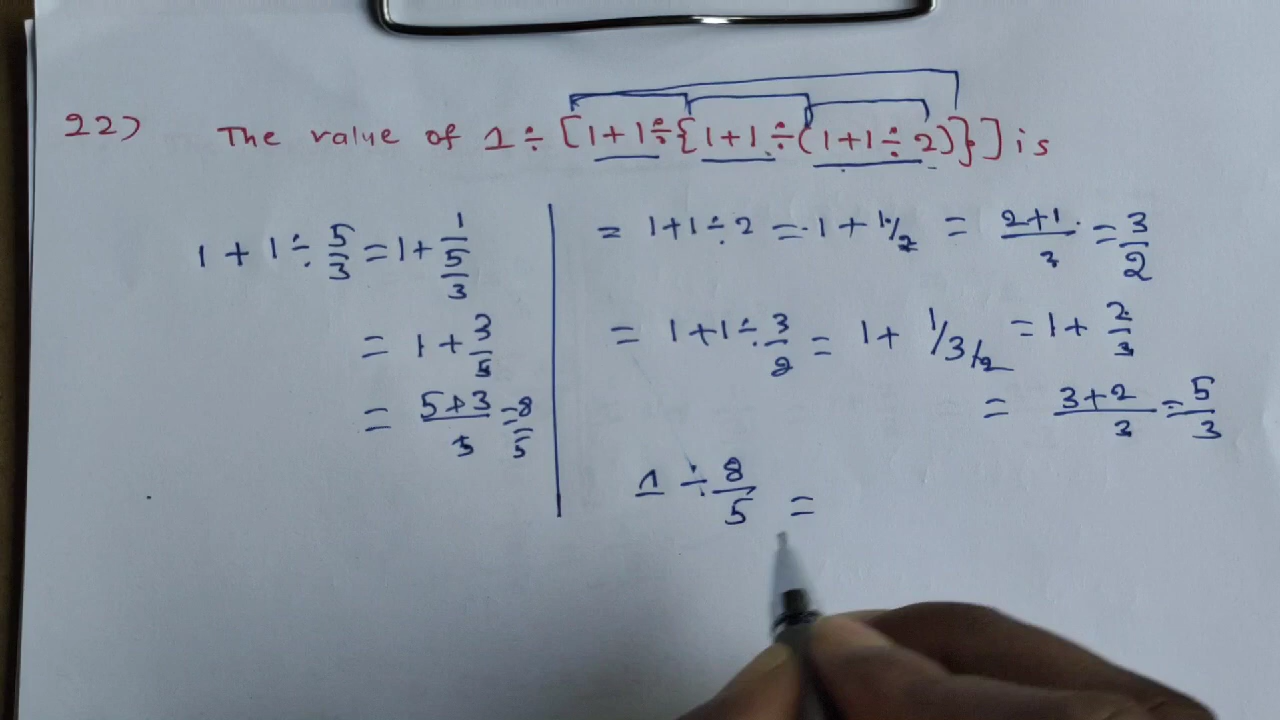 22) The value of 1 ÷ [1+1÷{1+1÷(1+1÷2)}] is
= 1+1÷2 = 1 + 1/2 = 2+1/2 = 3/2
= 1+1÷3/2 = 1 + 1/3/2 = 1 + 2/3
= 3+2/3 = 5/3
1 + 1 ÷ 5/3 = 1 + 1/5/3
= 1 + 3/5
= 5+3/5 = 8/5
1 ÷ 8/5 =